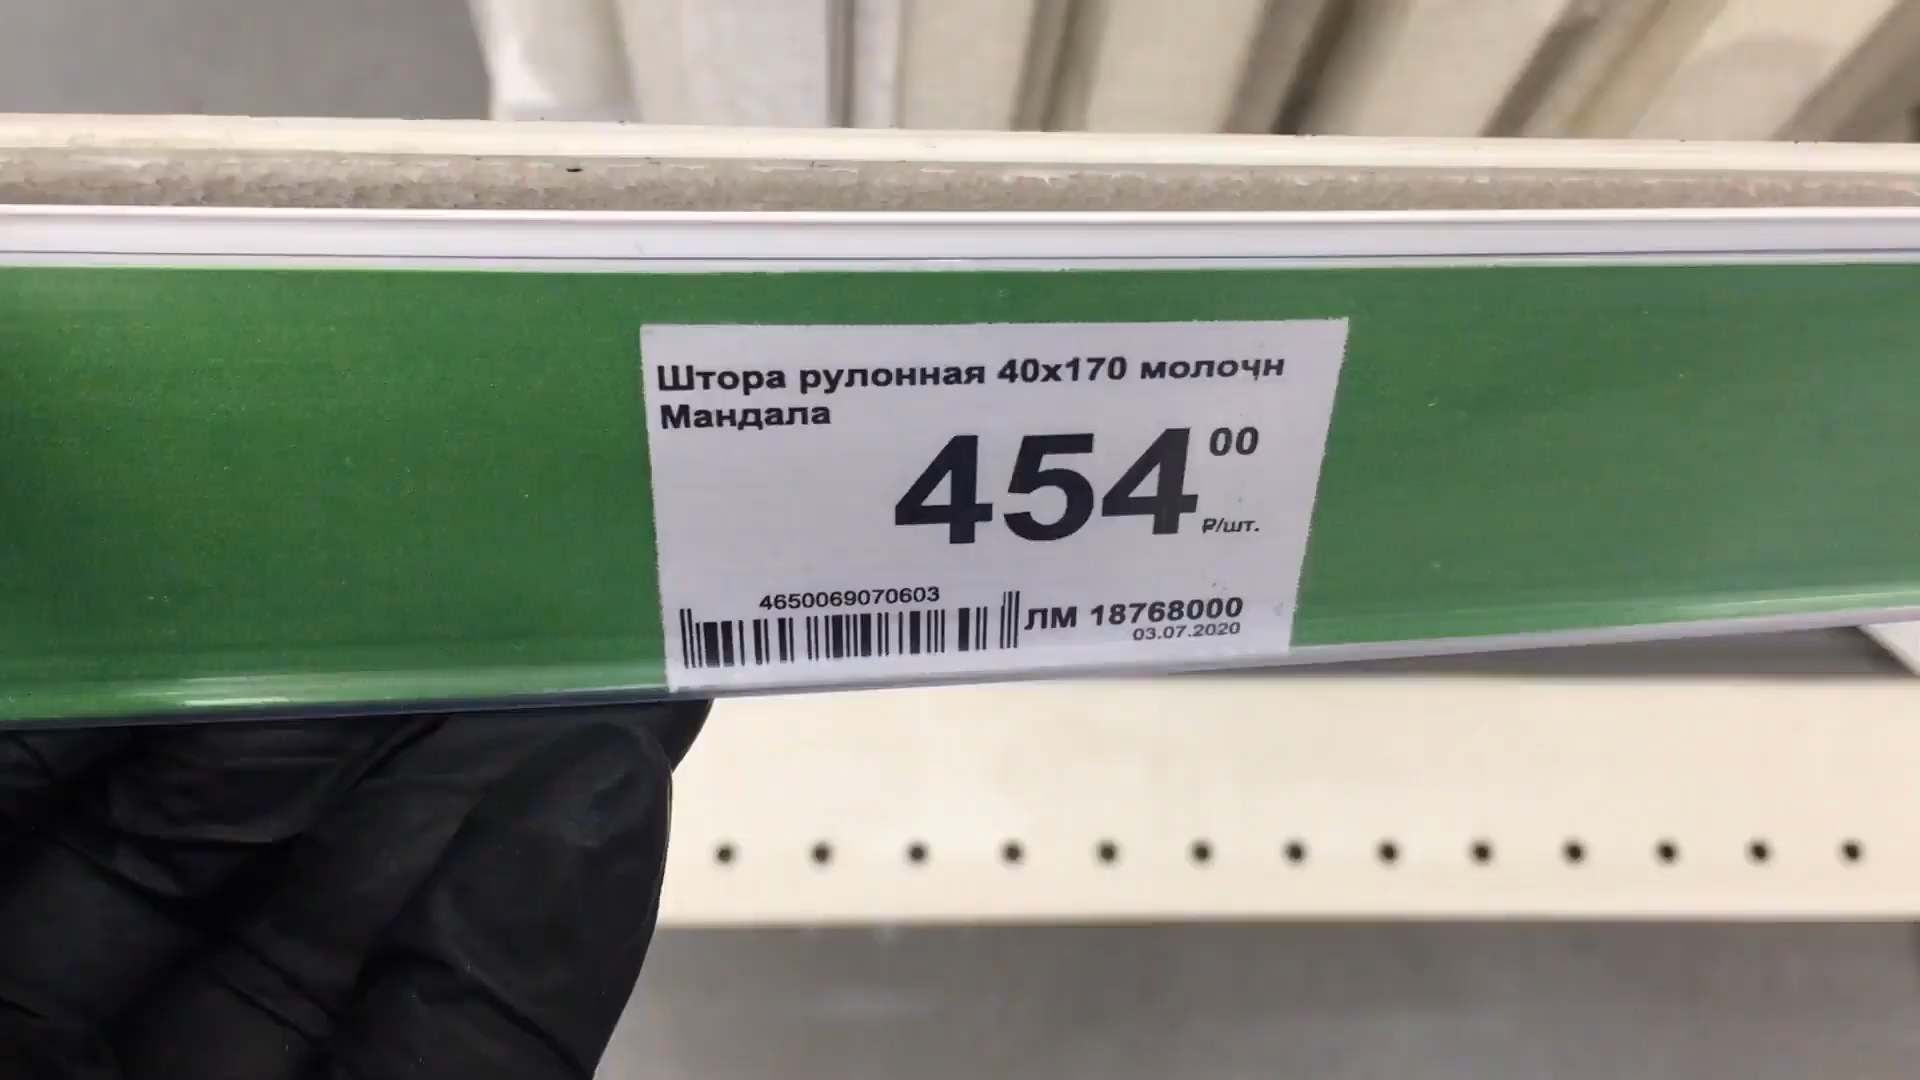 Штора рулонная 40х170 молочн
Мандала
454 00
₽/шт.
4650069070603
ЛМ 18768000
03.07.2020